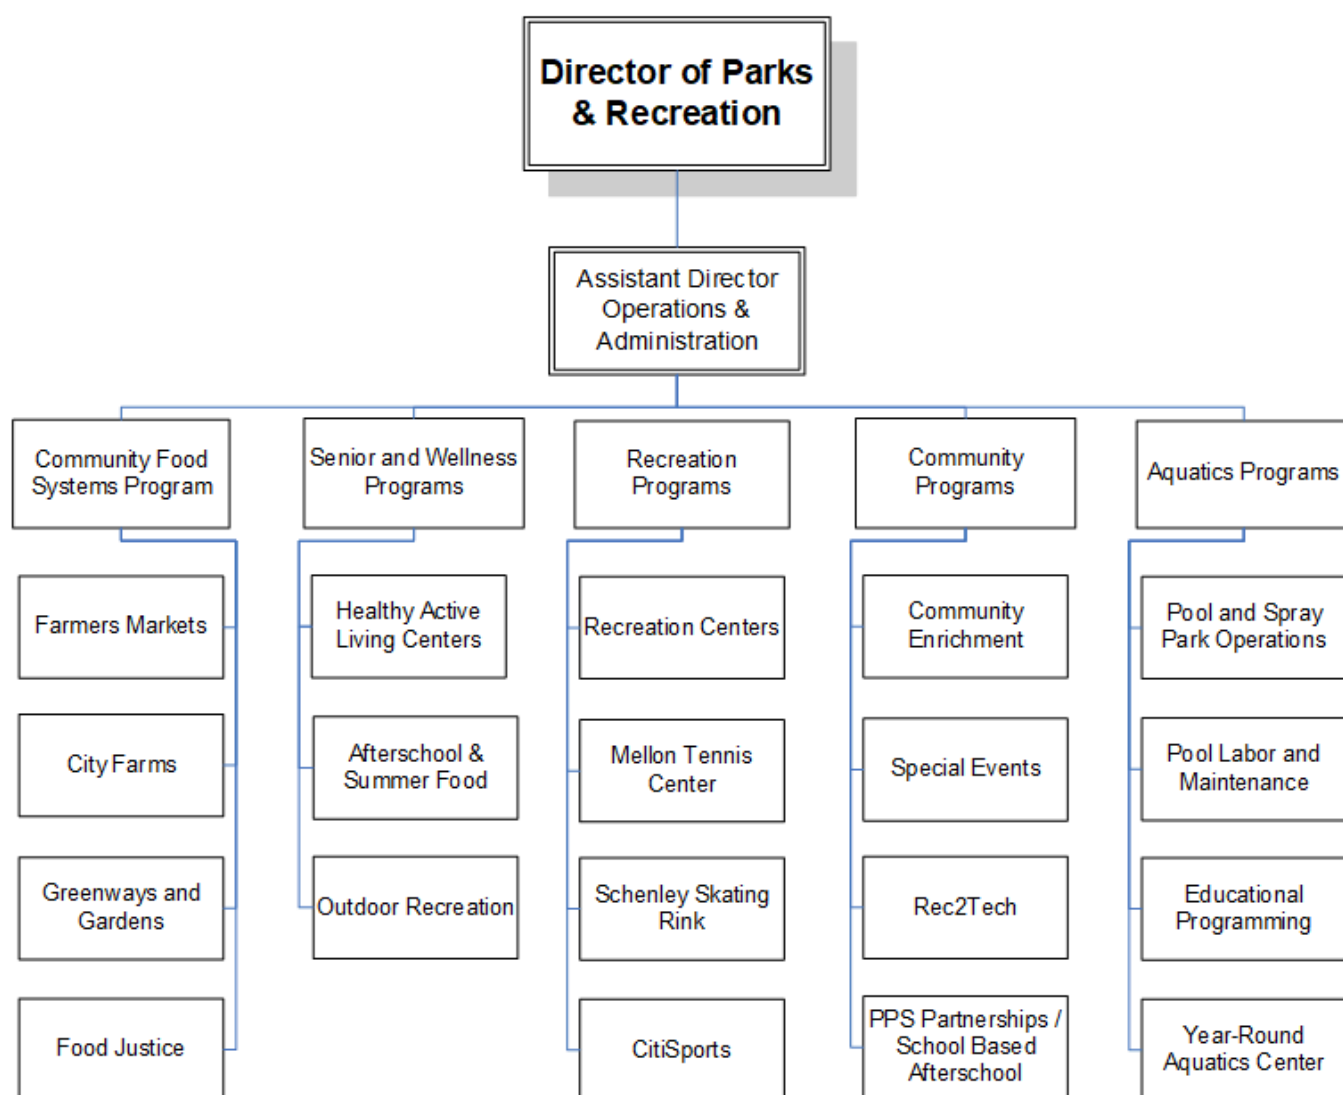 Director of Parks
& Recreation
Assistant Director
Operations &
Administration
Community Food
Systems Program
Senior and Wellness
Programs
Recreation
Programs
Community
Programs
Aquatics Programs
Farmers Markets
Healthy Active
Living Centers
Recreation Centers
Community
Enrichment
Pool and Spray
Park Operations
City Farms
Afterschool &
Summer Food
Mellon Tennis
Center
Special Events
Pool Labor and
Maintenance
Greenways and
Gardens
Outdoor Recreation
Schenley Skating
Rink
Rec2Tech
Educational
Programming
Food Justice
CitiSports
PPS Partnerships /
School Based
Afterschool
Year-Round
Aquatics Center